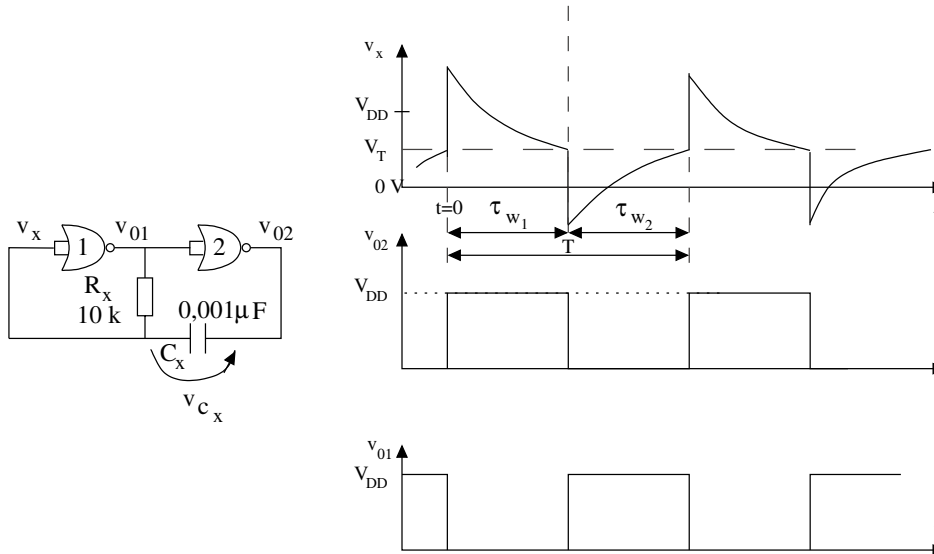 v_x
V_DD
V_T
0 V
t=0
τ_w1
τ_w2
T
v_x
v_01
v_02
1
2
R_x
10 k
0,001μF
C_x
v_c_x
v_02
V_DD
v_01
V_DD